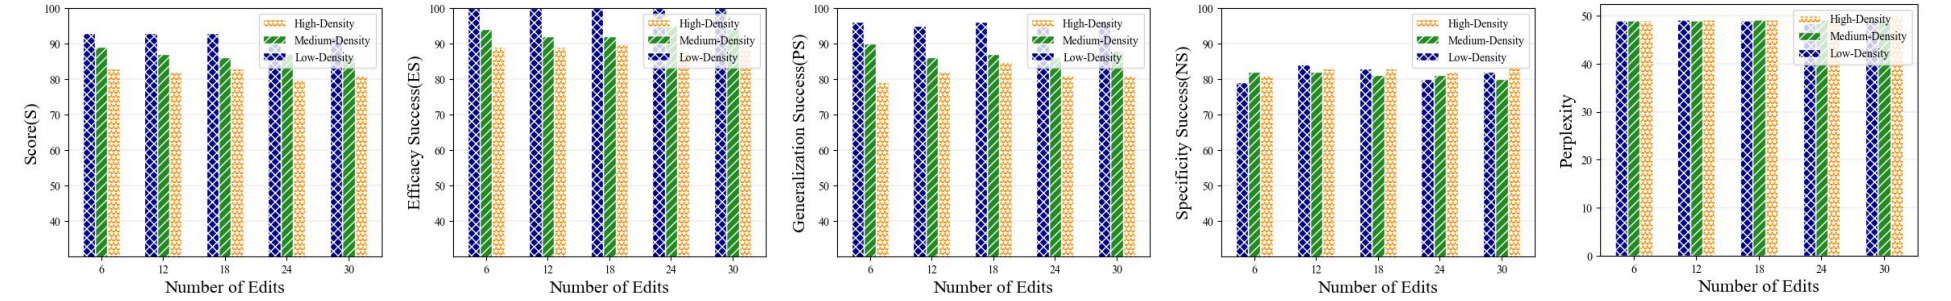 Score(S)
100
90
80
70
60
50
40
6
12
18
24
30
Number of Edits
High-Density
Medium-Density
Low-Density
Efficacy Success(ES)
100
90
80
70
60
50
40
6
12
18
24
30
Number of Edits
High-Density
Medium-Density
Low-Density
Generalization Success(PS)
100
90
80
70
60
50
40
6
12
18
24
30
Number of Edits
High-Density
Medium-Density
Low-Density
Specificity Success(NS)
100
90
80
70
60
50
40
6
12
18
24
30
Number of Edits
High-Density
Medium-Density
Low-Density
Perplexity
50
40
30
20
10
0
6
12
18
24
30
Number of Edits
High-Density
Medium-Density
Low-Density